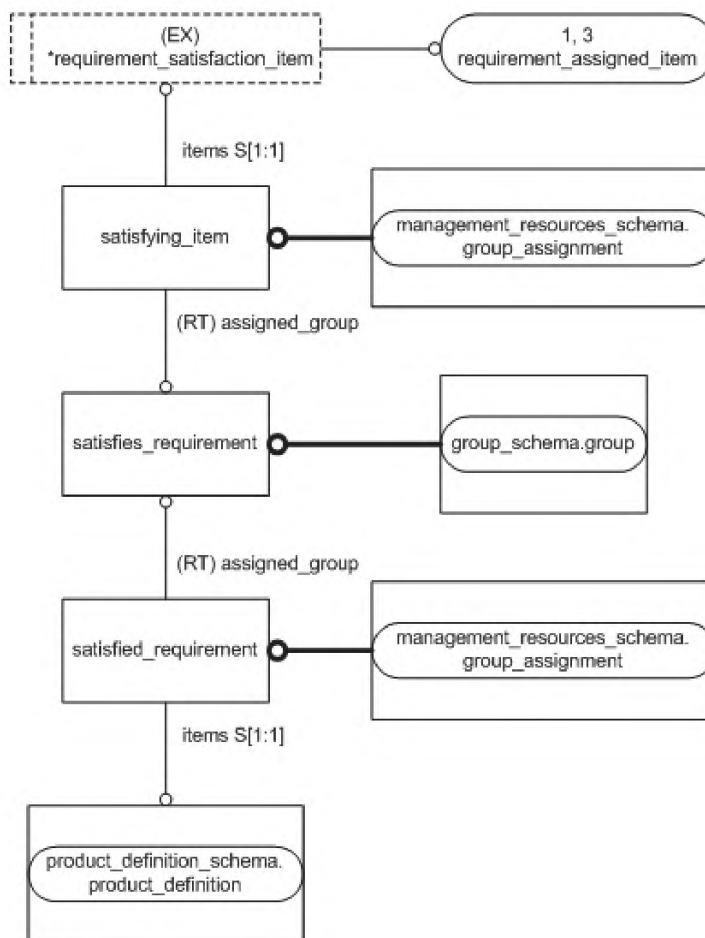 (EX)
*requirement_satisfaction_item
1, 3
requirement_assigned_item
items S[1:1]
satisfying_item
management_resources_schema.
group_assignment
(RT) assigned_group
satisfies_requirement
group_schema.group
(RT) assigned_group
satisfied_requirement
management_resources_schema.
group_assignment
items S[1:1]
product_definition_schema.
product_definition